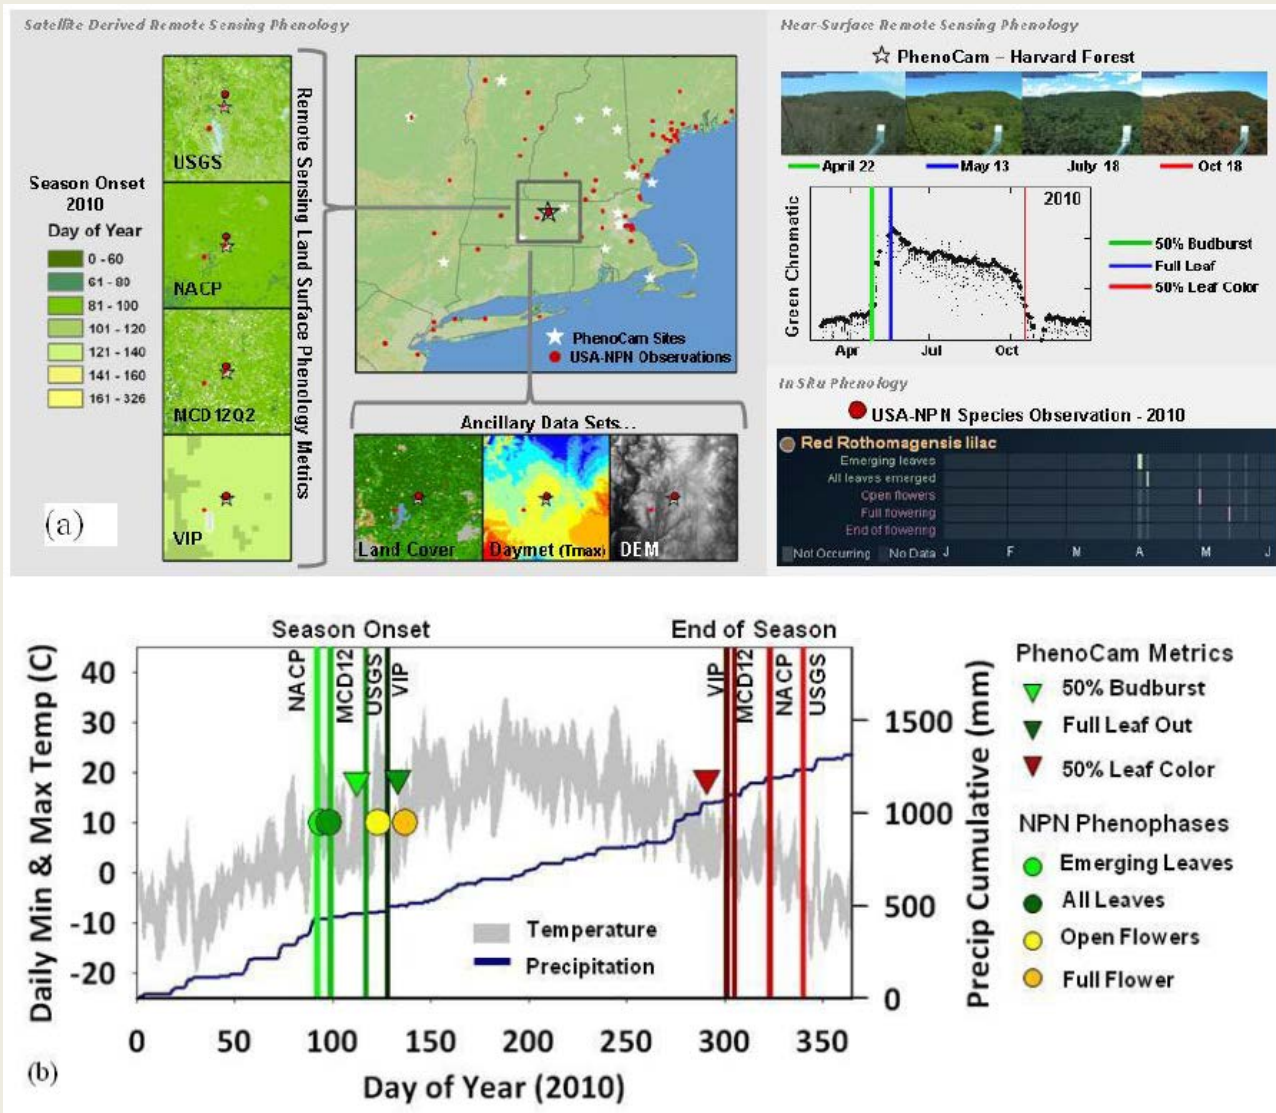 Satellite Derived Remote Sensing Phenology
USGS
NACP
MCD12Q2
VIP
Season Onset
2010
Day of Year
0 - 60
61 - 80
81 - 100
101 - 120
121 - 140
141 - 160
161 - 326
(a)
Remote Sensing Land Surface Phenology Metrics
PhenoCam Sites
USA-NPN Observations
Ancillary Data Sets...
Land Cover
Daymet (Tmax)
DEM
Near-Surface Remote Sensing Phenology
PhenoCam – Harvard Forest
April 22
May 13
July 18
Oct 18
Green Chromatic
2010
Apr
Jul
Oct
50% Budburst
Full Leaf
50% Leaf Color
In Situ Phenology
USA-NPN Species Observation - 2010
Red Rothomagensis lilac
Emerging leaves
All leaves emerged
Open flowers
Full flowering
End of flowering
Not Occurring No Data J F M A M J
Season Onset
End of Season
NACP
MCD12
USGS
VIP
VIP
MCD12
NACP
USGS
Daily Min & Max Temp (C)
40
30
20
10
0
-10
-20
Temperature
Precipitation
1500
1000
500
0
Precip Cumulative (mm)
0 50 100 150 200 250 300 350
Day of Year (2010)
(b)
PhenoCam Metrics
50% Budburst
Full Leaf Out
50% Leaf Color
NPN Phenophases
Emerging Leaves
All Leaves
Open Flowers
Full Flower